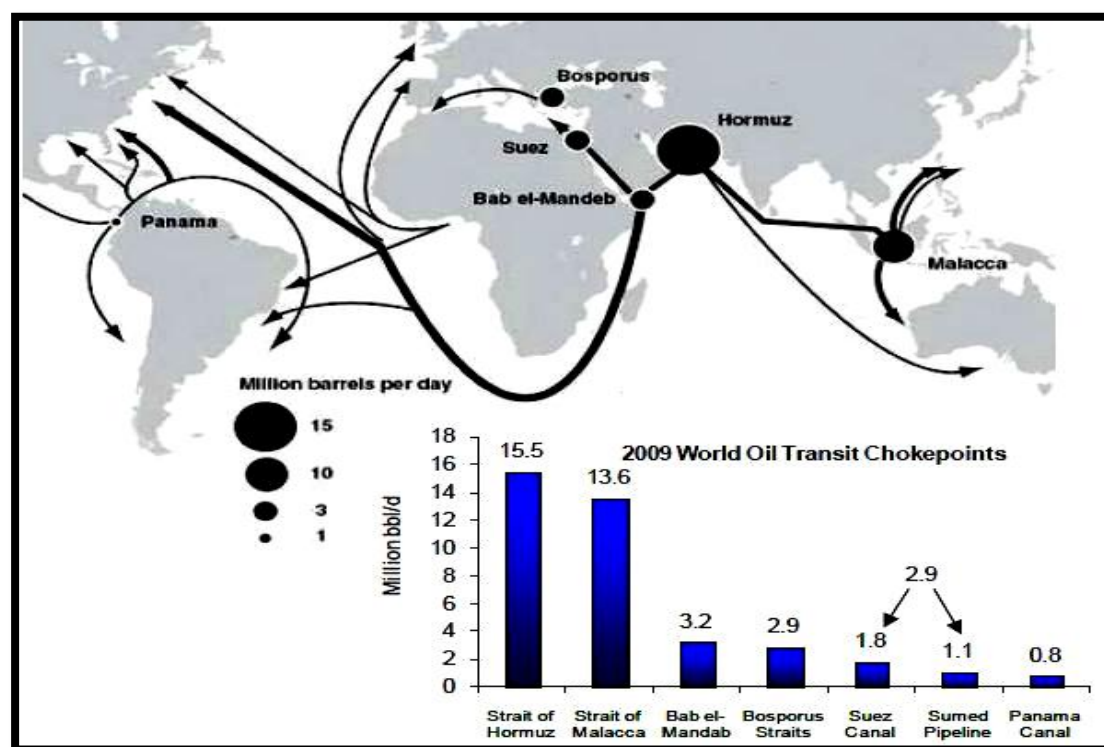 Bosporus
Hormuz
Suez
Bab el-Mandeb
Panama
Malacca
Million barrels per day
15
10
3
1
2009 World Oil Transit Chokepoints
Million bbl/d
18
16
14
12
10
8
6
4
2
0
15.5
13.6
3.2
2.9
1.8
2.9
1.1
0.8
Strait of
Hormuz
Strait of
Malacca
Bab el-
Mandab
Bosporus
Straits
Suez
Canal
Sumed
Pipeline
Panama
Canal